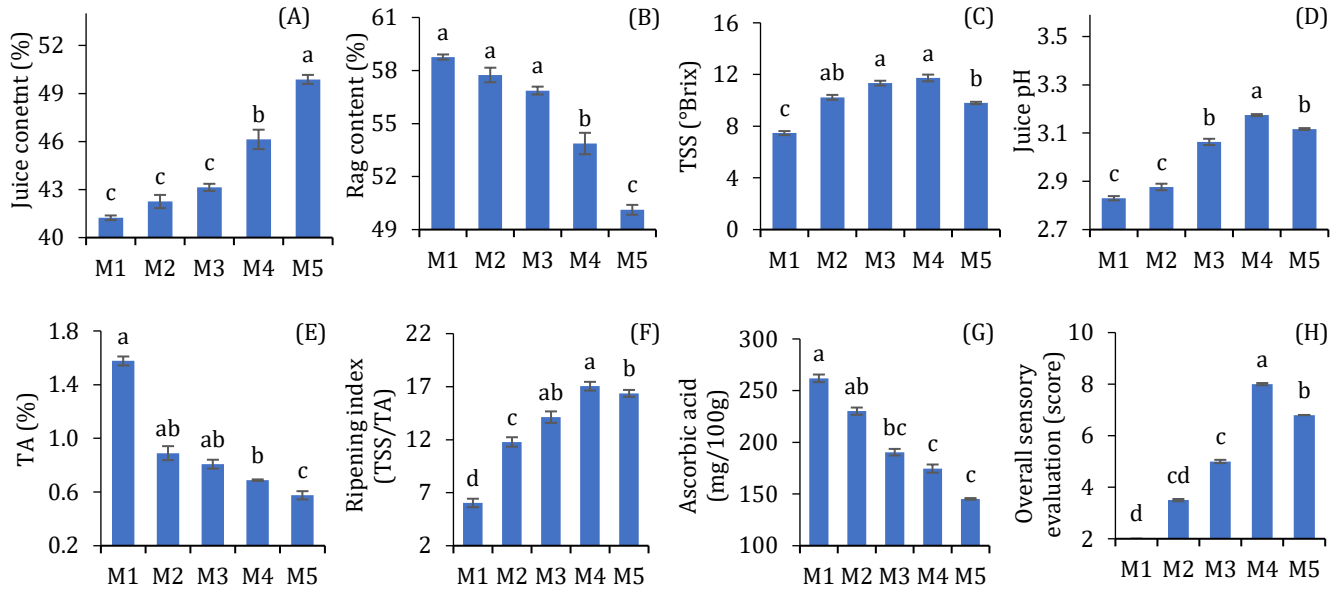 (A)
Juice conetnt (%)
52
49
46
43
40
c
c
c
b
a
M1 M2 M3 M4 M5
(B)
Rag content (%)
61
58
55
52
49
a
a
a
b
c
M1 M2 M3 M4 M5
(C)
TSS (°Brix)
16
12
8
4
0
c
ab
a
a
b
M1 M2 M3 M4 M5
(D)
Juice pH
3.5
3.1
2.9
2.7
c
c
b
a
b
M1 M2 M3 M4 M5
(E)
TA (%)
1.8
1.4
1.0
0.6
0.2
a
ab
ab
b
c
M1 M2 M3 M4 M5
(F)
Ripening index
(TSS/TA)
22
17
12
7
2
d
c
ab
a
b
M1 M2 M3 M4 M5
(G)
Ascorbic acid
(mg/100g)
300
250
200
150
100
a
ab
bc
c
c
M1 M2 M3 M4 M5
(H)
Overall sensory
evaluation (score)
10
8
6
4
2
d
cd
c
a
b
M1 M2 M3 M4 M5